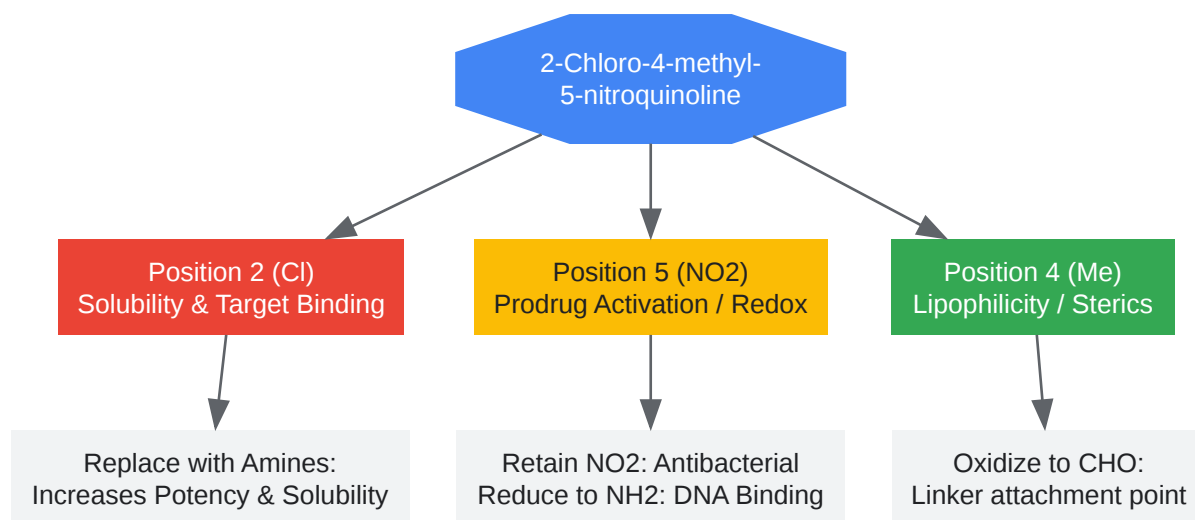 2-Chloro-4-methyl-
5-nitroquinoline
Position 2 (Cl)
Solubility & Target Binding
Position 5 (NO2)
Prodrug Activation / Redox
Position 4 (Me)
Lipophilicity / Sterics
Replace with Amines:
Increases Potency & Solubility
Retain NO2: Antibacterial
Reduce to NH2: DNA Binding
Oxidize to CHO:
Linker attachment point